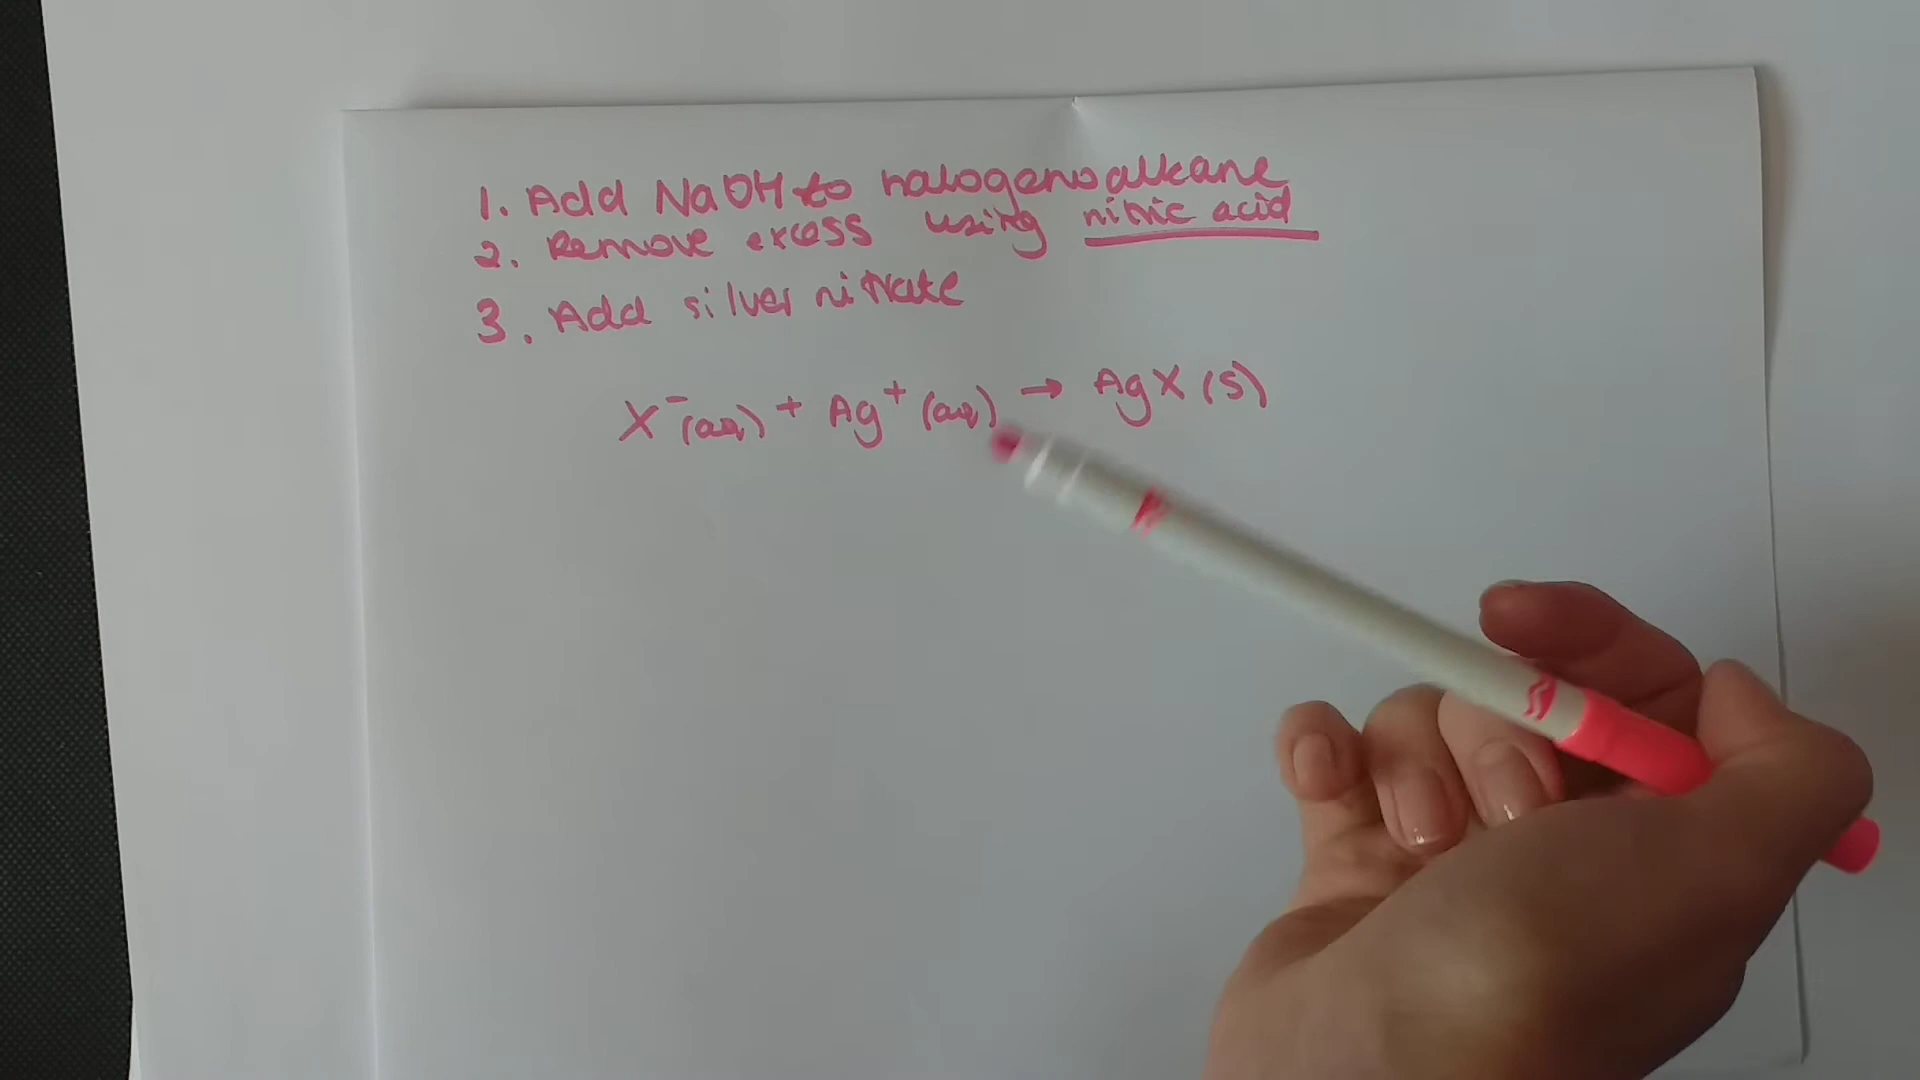 1. Add NaOH to halogenoalkane
2. Remove excess using nitric acid
3. Add silver nitrate
X⁻(aq) + Ag⁺(aq) → AgX(s)